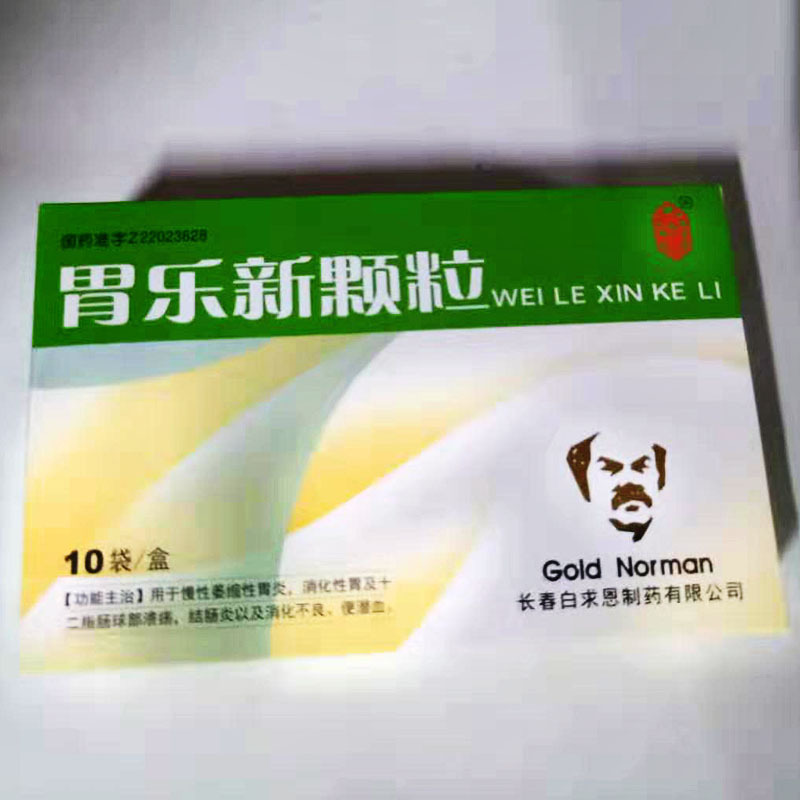 国药准字Z22023628
胃乐新颗粒 WEI LE XIN KE LI
10袋/盒
【功能主治】用于慢性萎缩性胃炎，消化性胃及十
二指肠球部溃疡，结肠炎以及消化不良、便潜血。
Gold Norman
长春白求恩制药有限公司